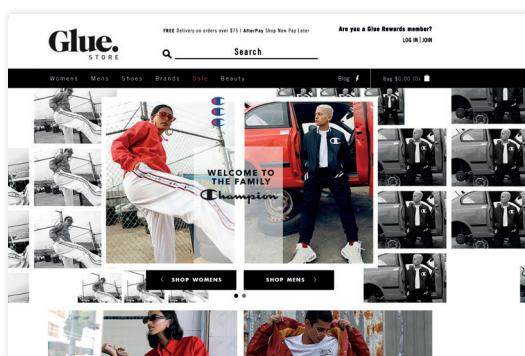 Glue.
STORE
FREE Delivery on orders over $75 | AfterPay Shop Now Pay Later
Search
Are you a Glue Rewards member?
LOG IN | JOIN
Womens Mens Shoes Brands Sale Beauty
Blog
Bag $0.00 (0)
WELCOME TO
THE FAMILY
Champion
SHOP WOMENS
SHOP MENS